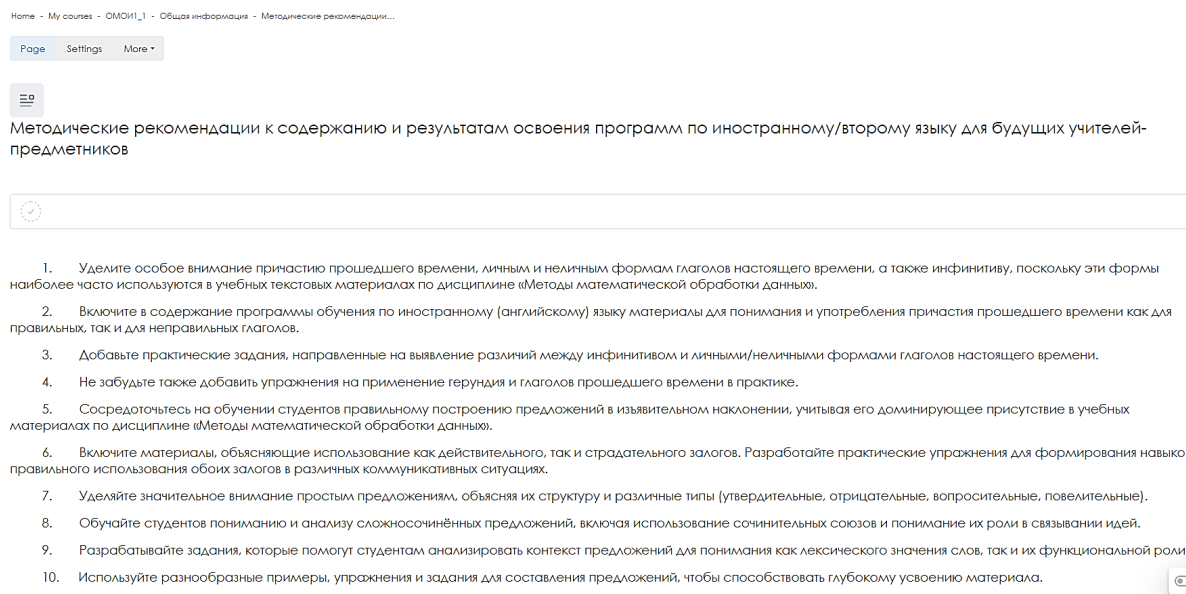 Home - My courses - ОМОИ1_1 - Общая информация - Методические рекомендации...
Page Settings More
Методические рекомендации к содержанию и результатам освоения программ по иностранному/второму языку для будущих учителей-
предметников
1. Уделите особое внимание причастию прошедшего времени, личным и неличным формам глаголов настоящего времени, а также инфинитиву, поскольку эти формы
наиболее часто используются в учебных текстовых материалах по дисциплине «Методы математической обработки данных».
2. Включите в содержание программы обучения по иностранному (английскому) языку материалы для понимания и употребления причастия прошедшего времени как для
правильных, так и для неправильных глаголов.
3. Добавьте практические задания, направленные на выявление различий между инфинитивом и личными/неличными формами глаголов настоящего времени.
4. Не забудьте также добавить упражнения на применение герундия и глаголов прошедшего времени в практике.
5. Сосредоточьтесь на обучении студентов правильному построению предложений в изъявительном наклонении, учитывая его доминирующее присутствие в учебных
материалах по дисциплине «Методы математической обработки данных».
6. Включите материалы, объясняющие использование как действительного, так и страдательного залогов. Разработайте практические упражнения для формирования навыко
правильного использования обоих залогов в различных коммуникативных ситуациях.
7. Уделяйте значительное внимание простым предложениям, объясняя их структуру и различные типы (утвердительные, отрицательные, вопросительные, повелительные).
8. Обучайте студентов пониманию и анализу сложносочинённых предложений, включая использование сочинительных союзов и понимание их роли в связывании идей.
9. Разрабатывайте задания, которые помогут студентам анализировать контекст предложений для понимания как лексического значения слов, так и их функциональной роли
10. Используйте разнообразные примеры, упражнения и задания для составления предложений, чтобы способствовать глубокому усвоению материала.